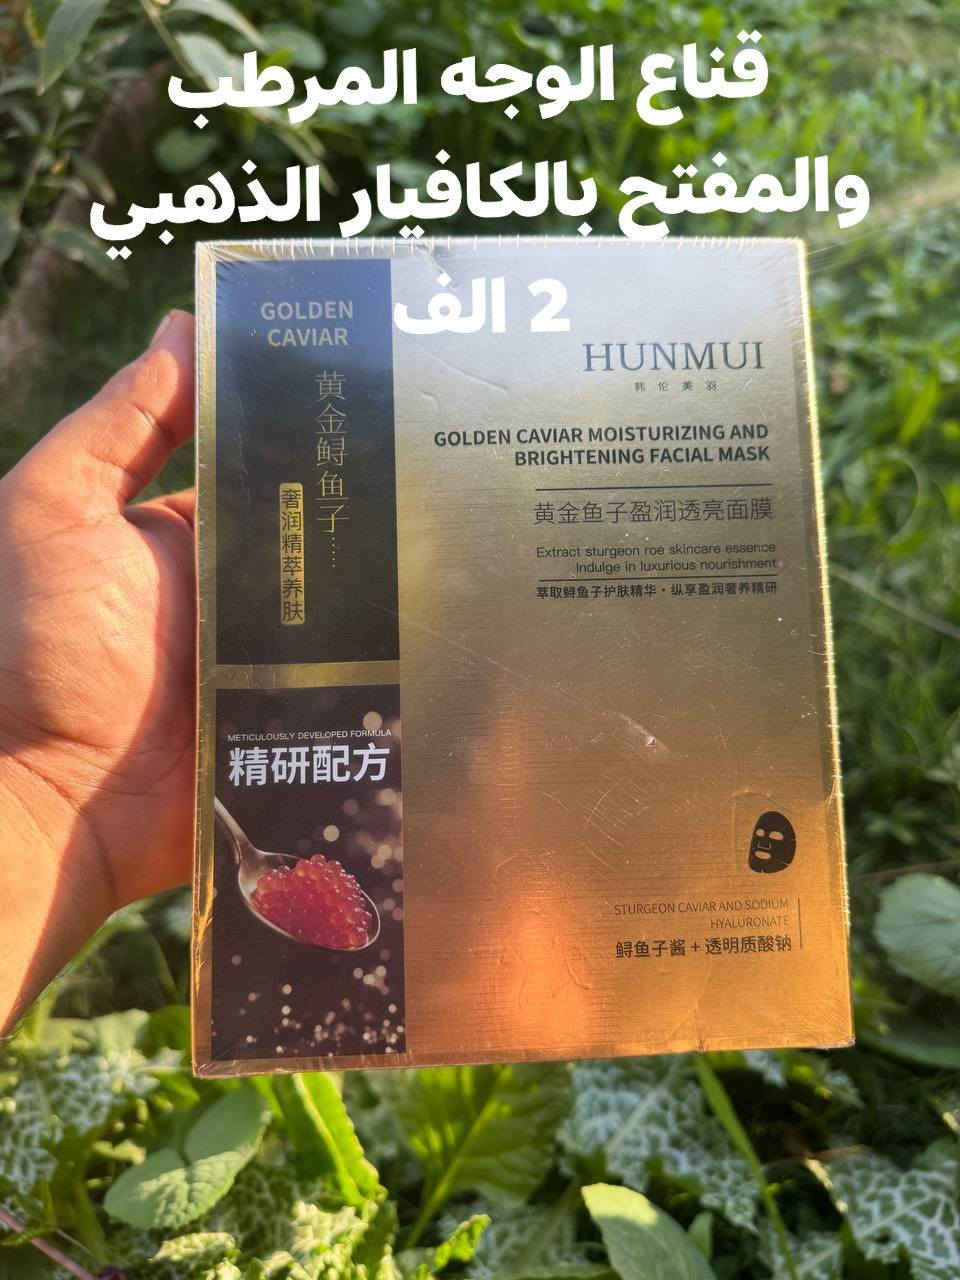 قناع الوجه المرطب
والمفتح بالكافيار الذهبي
2 الف
GOLDEN
CAVIAR
黄金鲟鱼子
奢润精萃养肤
HUNMUI
韩伦美羽
GOLDEN CAVIAR MOISTURIZING AND
BRIGHTENING FACIAL MASK
黄金鱼子盈润透亮面膜
Extract sturgeon roe skincare essence
Indulge in luxurious nourishment
萃取鲟鱼子护肤精华·纵享盈润奢养精研
METICULOUSLY DEVELOPED FORMULA
精研配方
STURGEON CAVIAR AND SODIUM
HYALURONATE
鲟鱼子酱+透明质酸钠